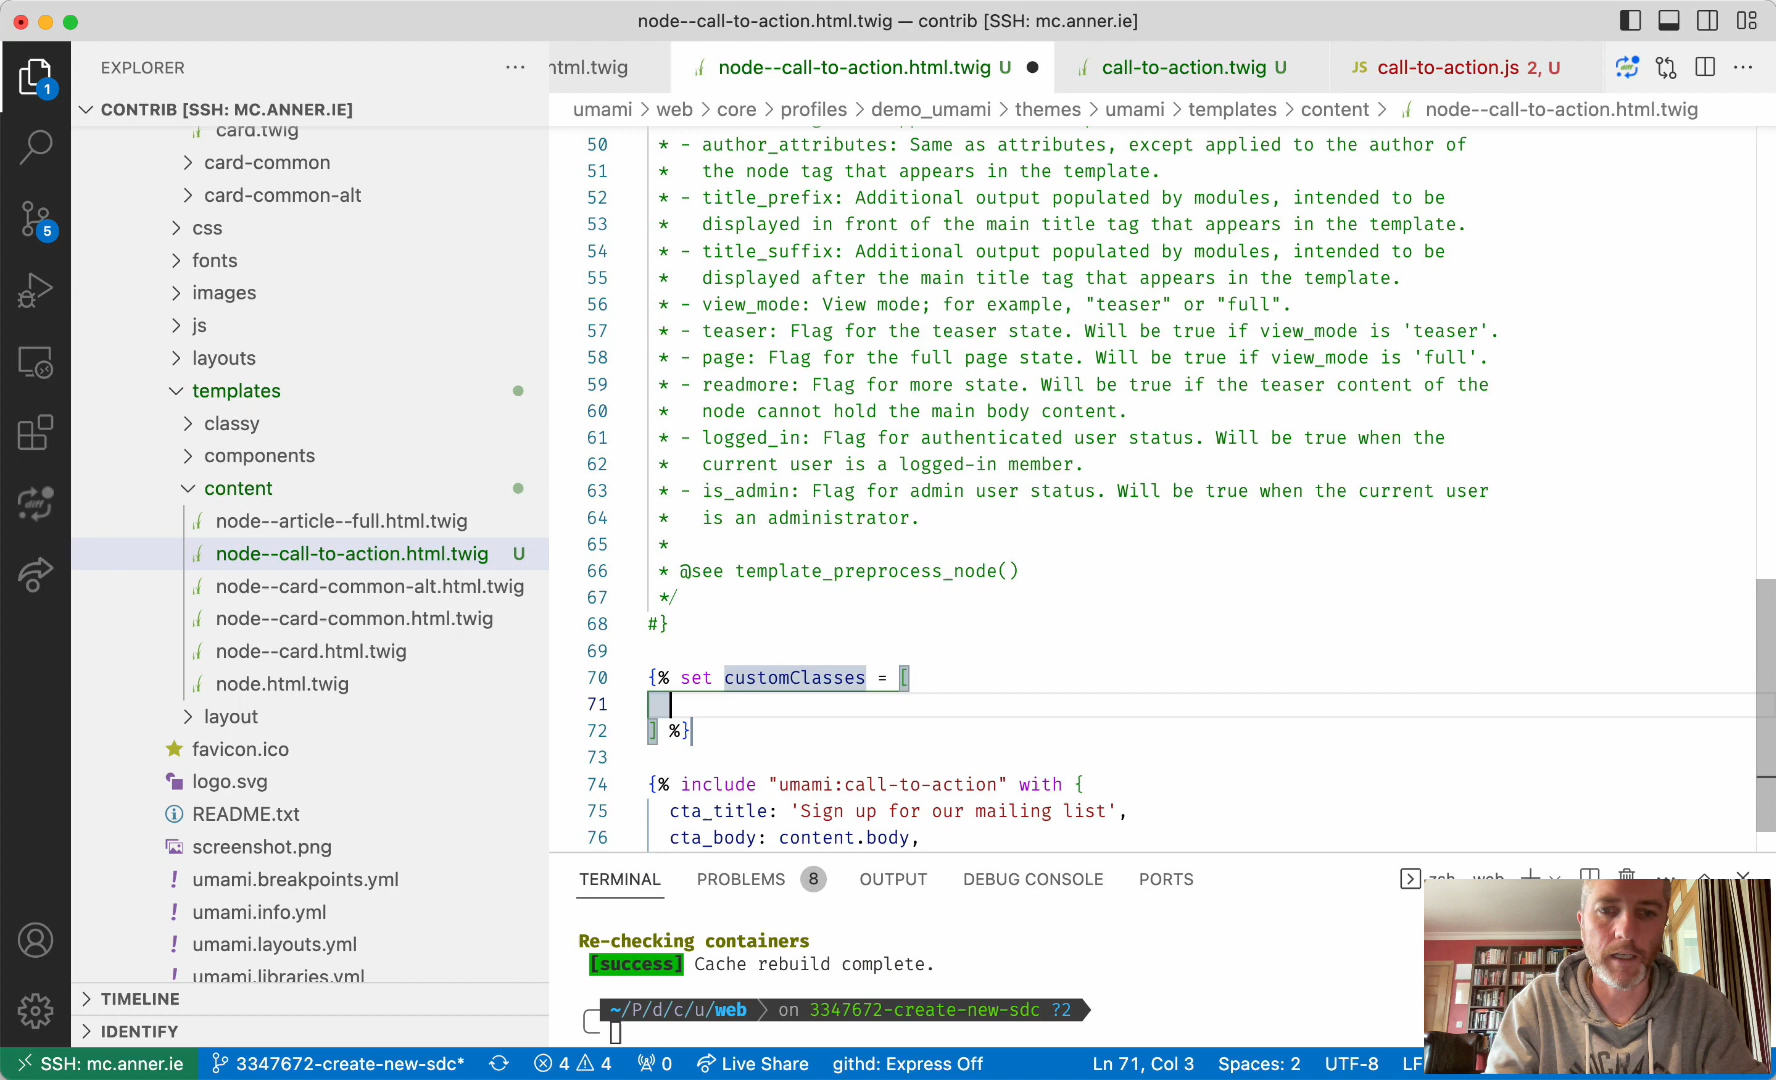 node--call-to-action.html.twig — contrib [SSH: mc.anner.ie]
EXPLORER
html.twig
node--call-to-action.html.twig U
call-to-action.twig U
JS call-to-action.js 2, U
CONTRIB [SSH: MC.ANNER.IE]
umami > web > core > profiles > demo_umami > themes > umami > templates > content > node--call-to-action.html.twig
card.twig
card-common
card-common-alt
css
fonts
images
js
layouts
templates
classy
components
content
node--article--full.html.twig
node--call-to-action.html.twig U
node--card-common-alt.html.twig
node--card-common.html.twig
node--card.html.twig
node.html.twig
layout
favicon.ico
logo.svg
README.txt
screenshot.png
umami.breakpoints.yml
umami.info.yml
umami.layouts.yml
umami.libraries.yml
TIMELINE
IDENTIFY
1
5
50 * - author_attributes: Same as attributes, except applied to the author of
51 * the node tag that appears in the template.
52 * - title_prefix: Additional output populated by modules, intended to be
53 * displayed in front of the main title tag that appears in the template.
54 * - title_suffix: Additional output populated by modules, intended to be
55 * displayed after the main title tag that appears in the template.
56 * - view_mode: View mode; for example, "teaser" or "full".
57 * - teaser: Flag for the teaser state. Will be true if view_mode is 'teaser'.
58 * - page: Flag for the full page state. Will be true if view_mode is 'full'.
59 * - readmore: Flag for more state. Will be true if the teaser content of the
60 * node cannot hold the main body content.
61 * - logged_in: Flag for authenticated user status. Will be true when the
62 * current user is a logged-in member.
63 * - is_admin: Flag for admin user status. Will be true when the current user
64 * is an administrator.
65 *
66 * @see template_preprocess_node()
67 */
68 #}
69
70 {% set customClasses = [
71
72 ] %}
73
74 {% include "umami:call-to-action" with {
75 cta_title: 'Sign up for our mailing list',
76 cta_body: content.body,
TERMINAL PROBLEMS 8 OUTPUT DEBUG CONSOLE PORTS
Re-checking containers
[success] Cache rebuild complete.
~/P/d/c/u/web > on 3347672-create-new-sdc ?2
SSH: mc.anner.ie 3347672-create-new-sdc* 4 4 0 Live Share githd: Express Off Ln 71, Col 3 Spaces: 2 UTF-8 LF